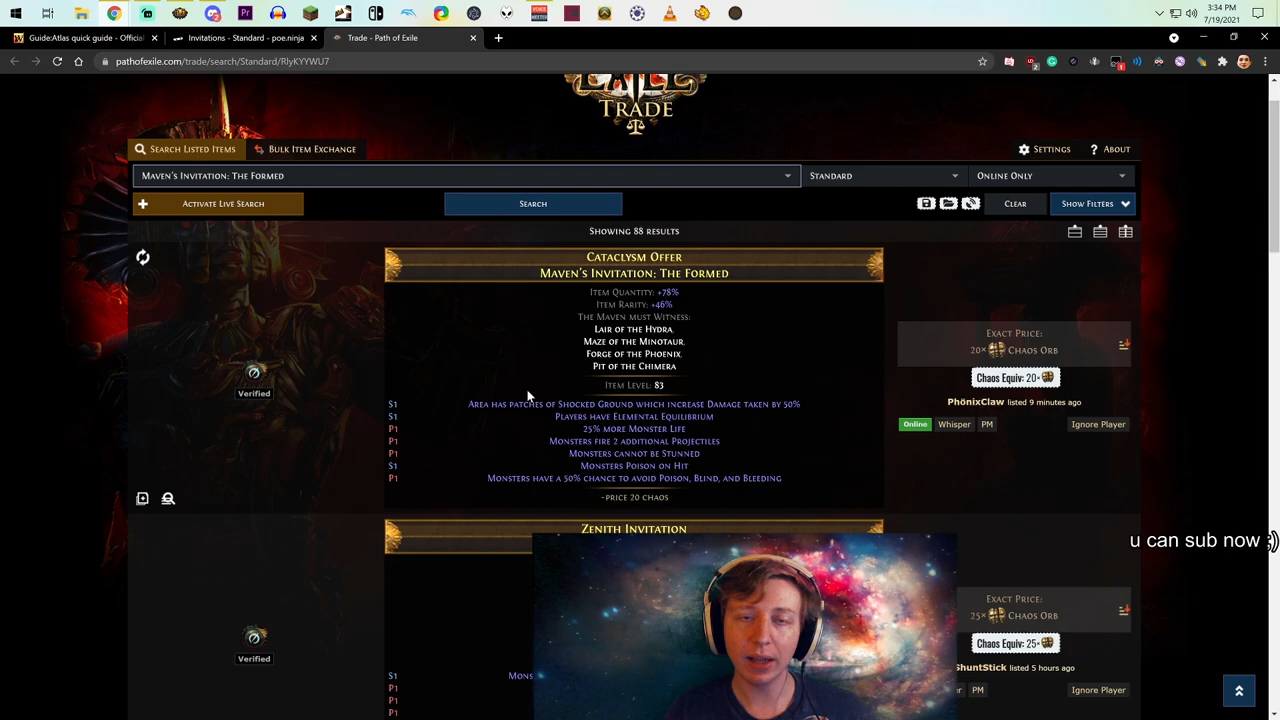 3:34 PM
7/19/2021
Guide:Atlas quick guide - Official
Invitations - Standard - poe.ninja
Trade - Path of Exile
pathofexile.com/trade/search/Standard/RlyKYYWU7
TRADE
Search Listed Items
Bulk Item Exchange
Settings
? About
Maven's Invitation: The Formed
Standard
Online Only
Activate Live Search
Search
Clear
Show Filters
Showing 88 results
Cataclysm Offer
Maven's Invitation: The Formed
Item Quantity: +78%
Item Rarity: +46%
The Maven must Witness:
Lair of the Hydra,
Maze of the Minotaur,
Forge of the Phoenix,
Pit of the Chimera
Item Level: 83
S1 Area has patches of Shocked Ground which increase Damage taken by 50%
S1 Players have Elemental Equilibrium
P1 25% more Monster Life
P1 Monsters fire 2 additional Projectiles
P1 Monsters cannot be Stunned
S1 Monsters Poison on Hit
P1 Monsters have a 50% chance to avoid Poison, Blind, and Bleeding
~price 20 chaos
Verified
Exact Price:
20× Chaos Orb
Chaos Equiv: 20×
PhönixClaw listed 9 minutes ago
Online
Whisper
PM
Ignore Player
Zenith Invitation
u can sub now :)
Exact Price:
25× Chaos Orb
Chaos Equiv: 25×
Verified
ShuntStick listed 5 hours ago
S1 Mons
PM
Ignore Player
P1
P1
P1